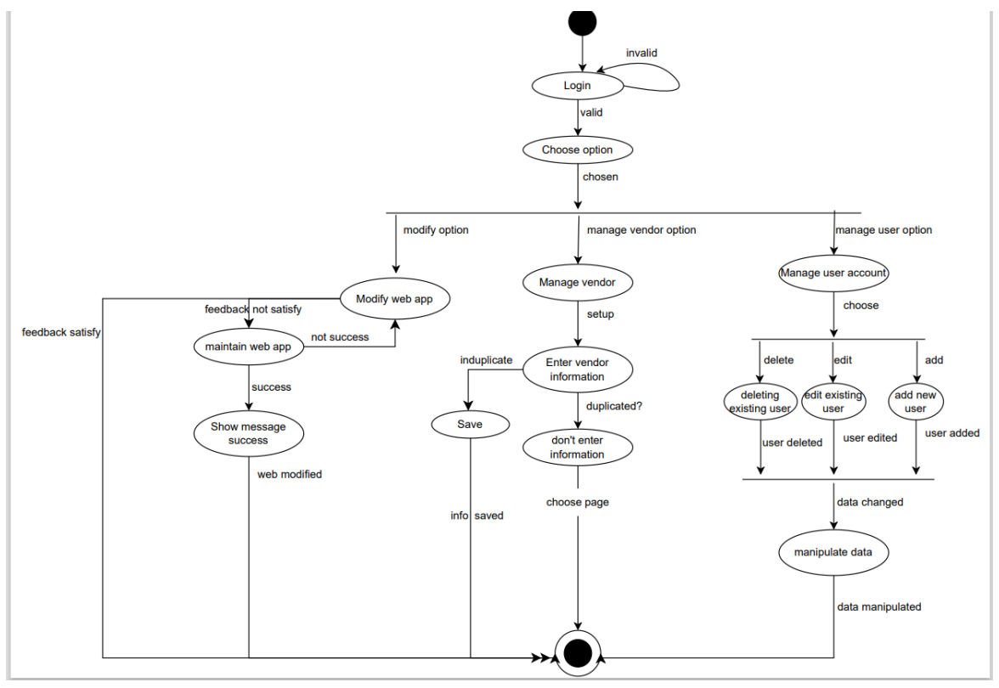 invalid
Login
valid
Choose option
chosen
modify option
manage vendor option
manage user option
Manage user account
Manage vendor
Modify web app
choose
feedback not satisfy
setup
feedback satisfy
not success
maintain web app
induplicate
Enter vendor
information
delete
edit
add
success
duplicated?
deleting
existing user
edit existing
user
add new
user
Show message
success
Save
don't enter
information
user deleted
user edited
user added
web modified
choose page
data changed
info saved
manipulate data
data manipulated